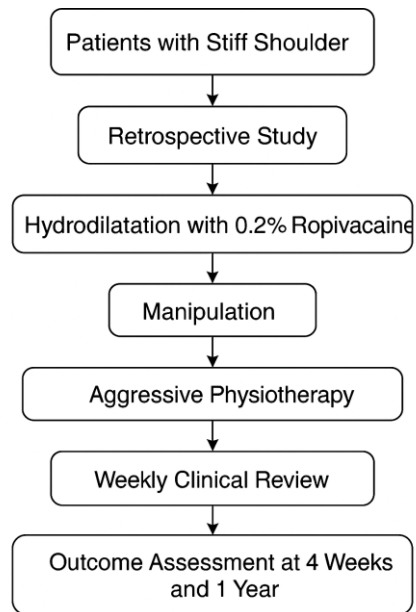 Patients with Stiff Shoulder
Retrospective Study
Hydrodilatation with 0.2% Ropivacaine
Manipulation
Aggressive Physiotherapy
Weekly Clinical Review
Outcome Assessment at 4 Weeks
and 1 Year